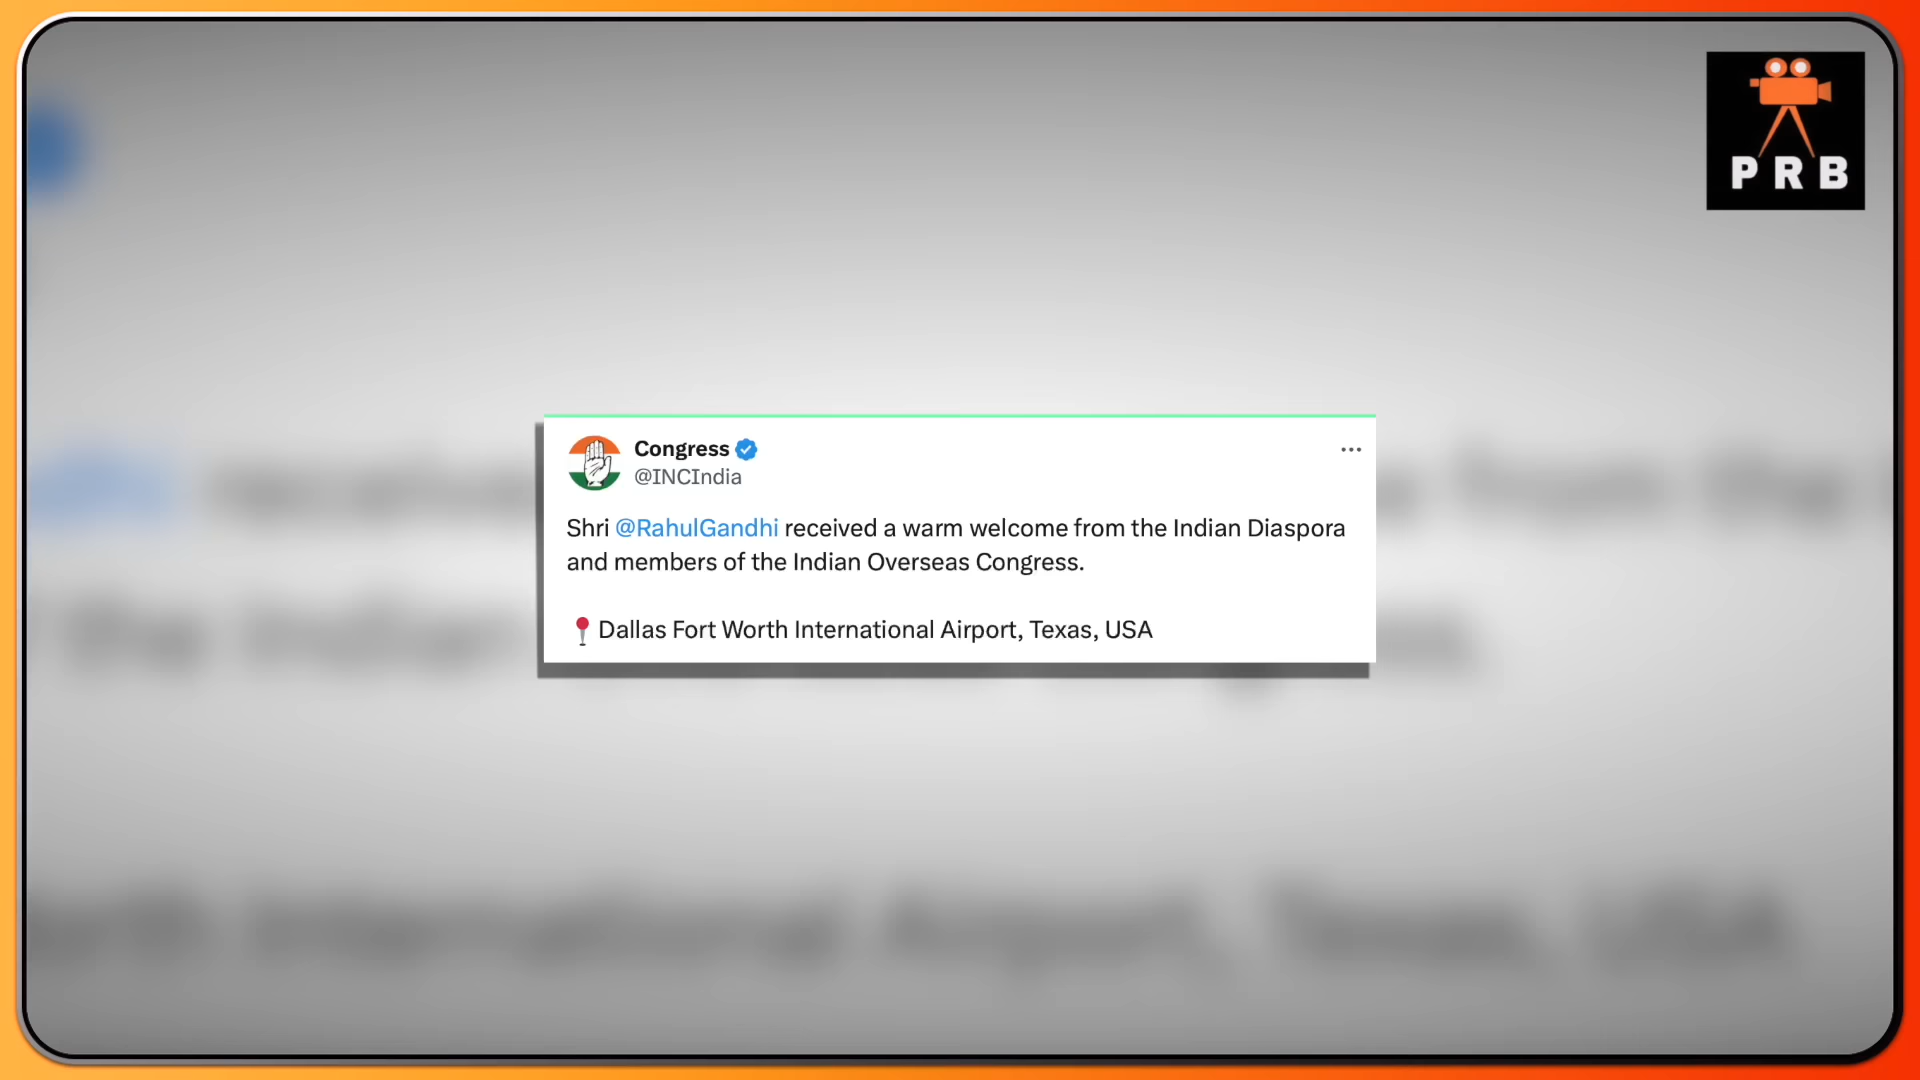 P R B
Congress
@INCIndia
Shri @RahulGandhi received a warm welcome from the Indian Diaspora
and members of the Indian Overseas Congress.
📍Dallas Fort Worth International Airport, Texas, USA